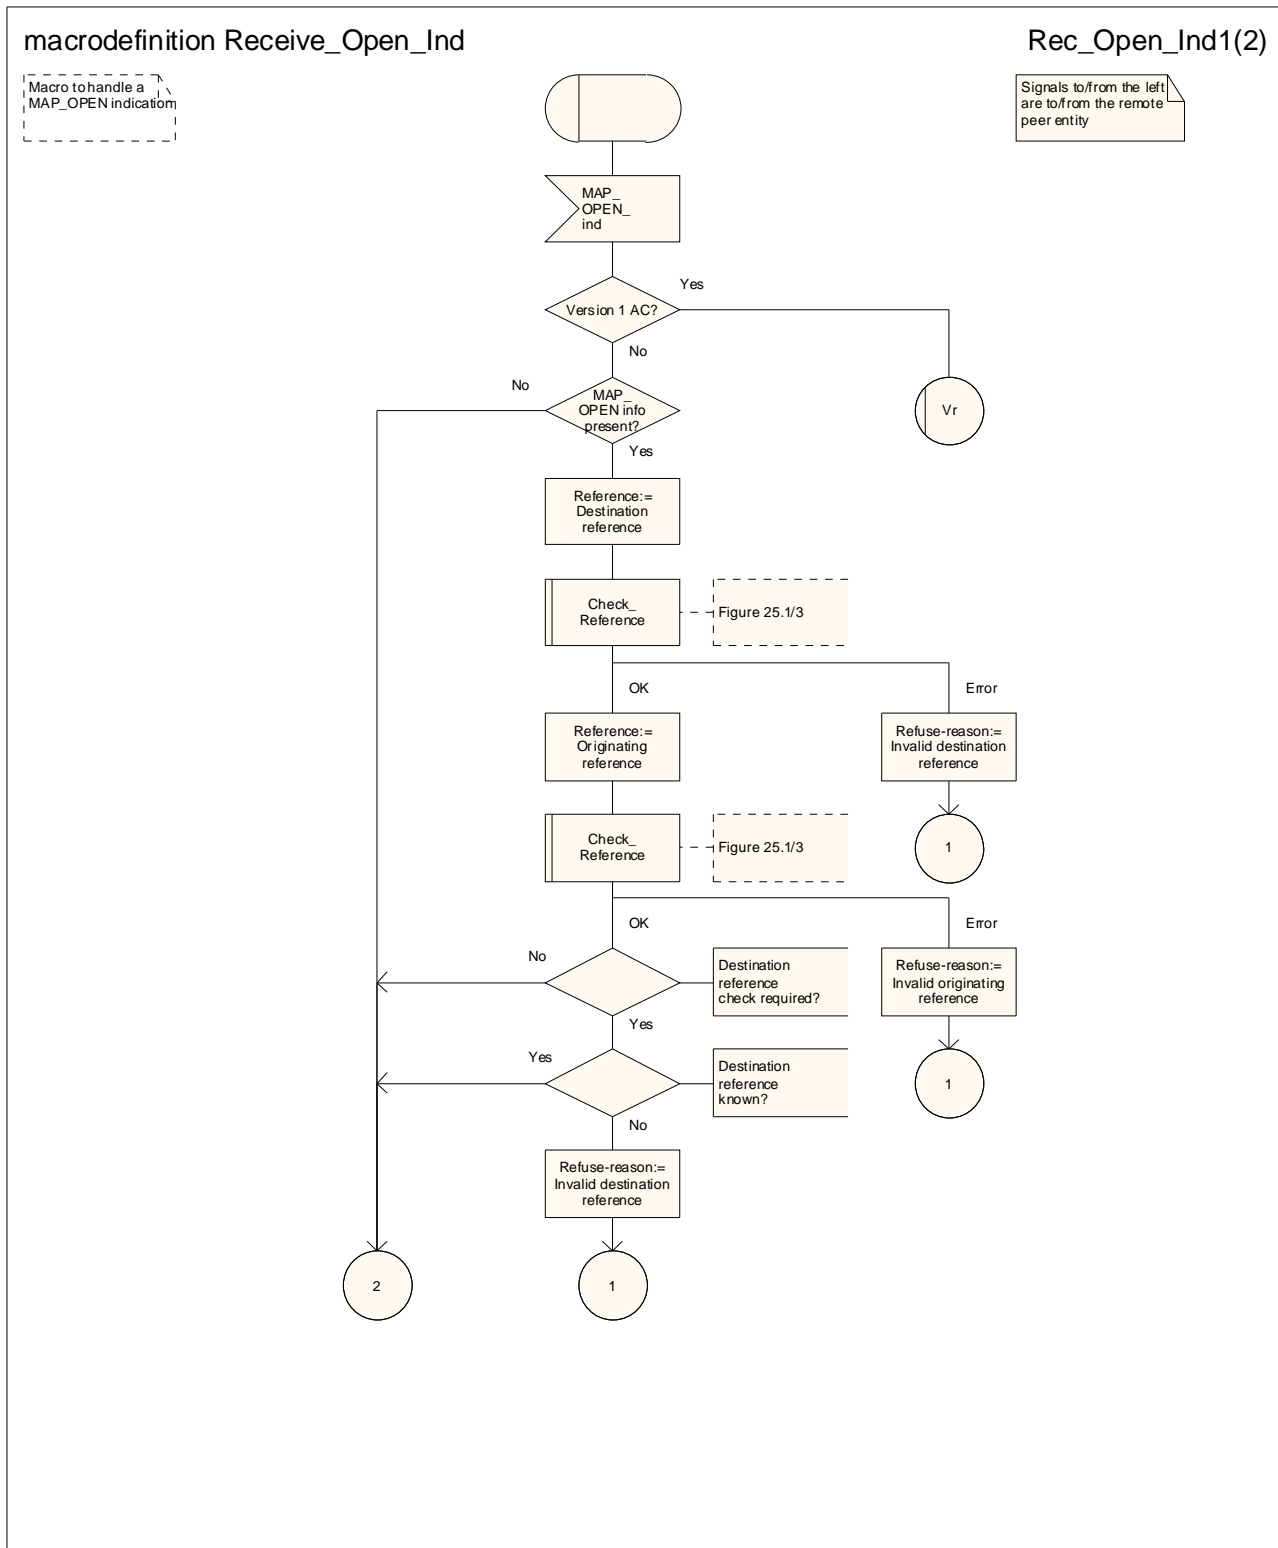 macrodefinition Receive_Open_Ind
Rec_Open_Ind1(2)
Macro to handle a
MAP_OPEN indication
Signals to/from the left
are to/from the remote
peer entity
MAP_
OPEN_
ind
Yes
Version 1 AC?
No
No
MAP_
OPEN info
present?
Vr
Yes
Reference:=
Destination
reference
Check_
Reference
Figure 25.1/3
OK
Error
Reference:=
Originating
reference
Refuse-reason:=
Invalid destination
reference
Check_
Reference
Figure 25.1/3
1
OK
Error
No
Destination
reference
check required?
Refuse-reason:=
Invalid originating
reference
Yes
Yes
Destination
reference
known?
1
No
Refuse-reason:=
Invalid destination
reference
2
1